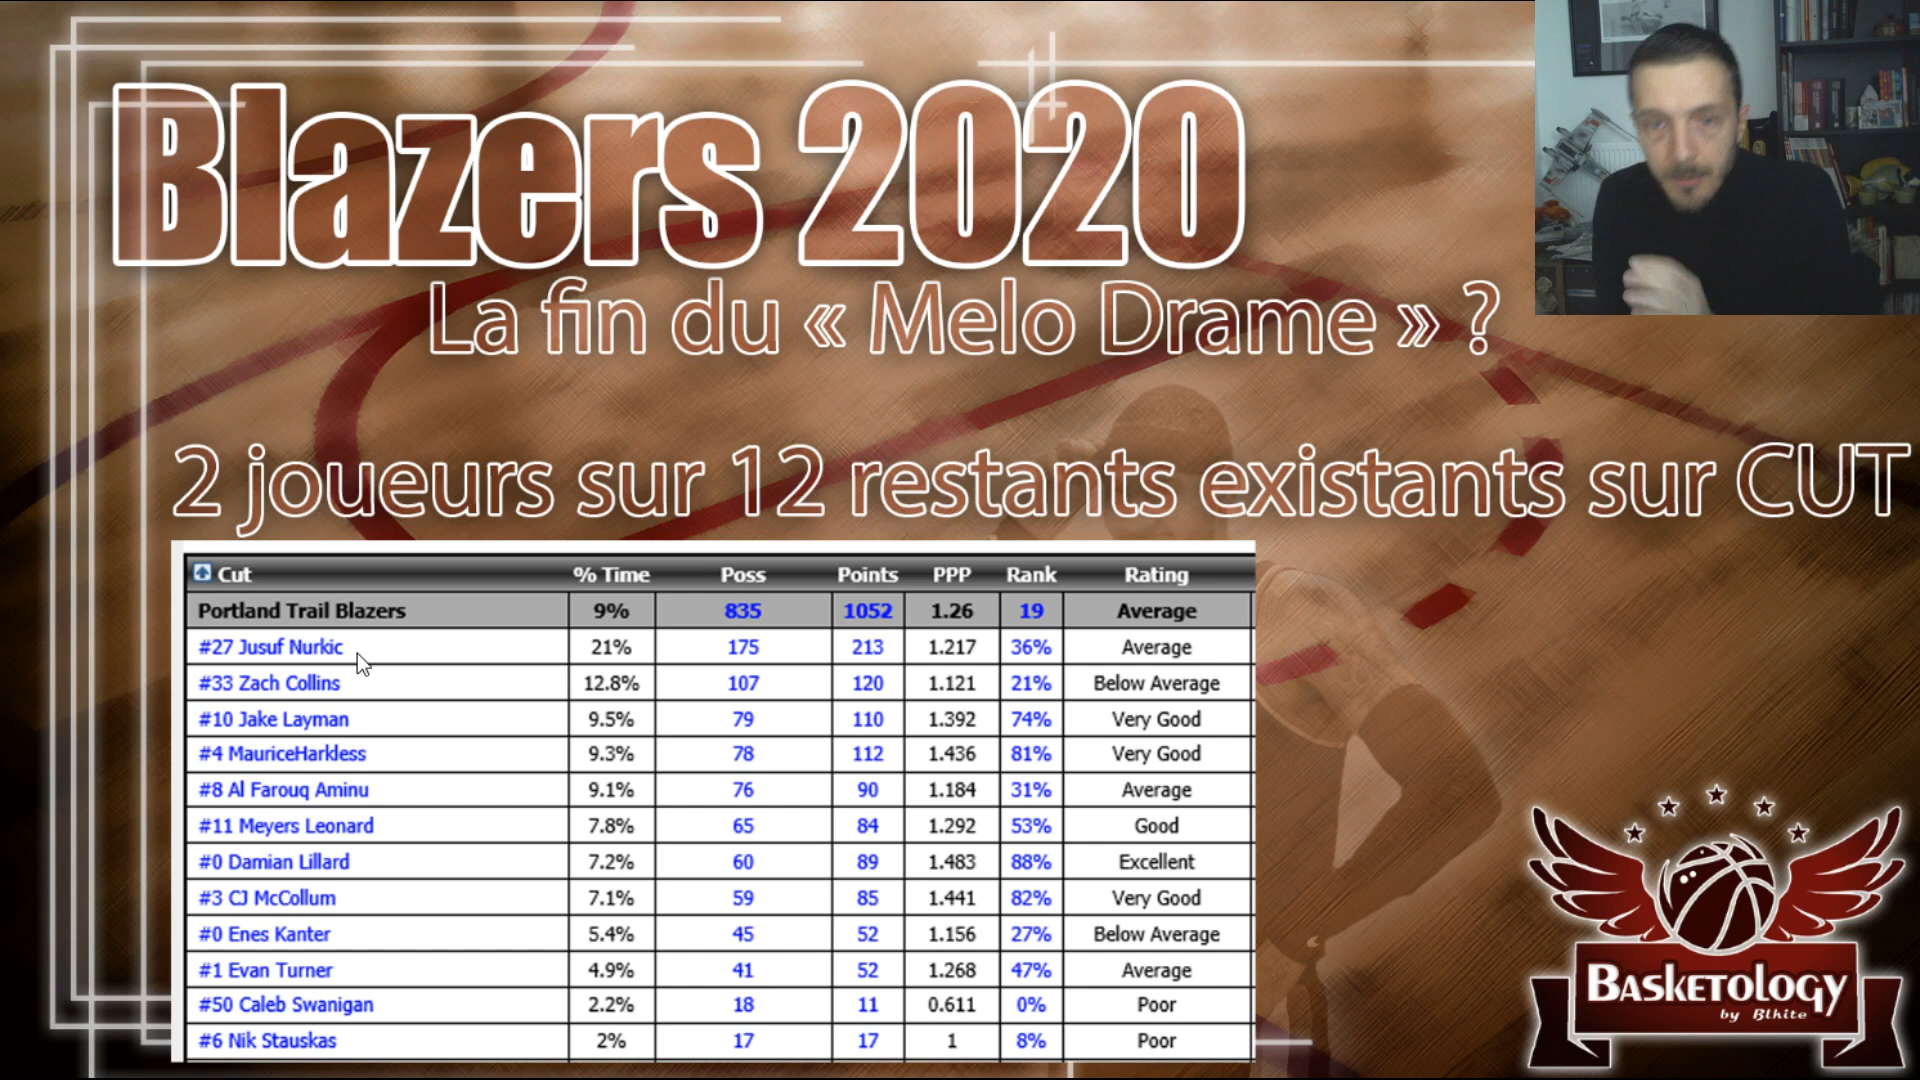 Blazers 2020
La fin du « Melo Drame » ?
2 joueurs sur 12 restants existants sur CUT
Cut % Time Poss Points PPP Rank Rating
Portland Trail Blazers 9% 835 1052 1.26 19 Average
#27 Jusuf Nurkic 21% 175 213 1.217 36% Average
#33 Zach Collins 12.8% 107 120 1.121 21% Below Average
#10 Jake Layman 9.5% 79 110 1.392 74% Very Good
#4 MauriceHarkless 9.3% 78 112 1.436 81% Very Good
#8 Al Farouq Aminu 9.1% 76 90 1.184 31% Average
#11 Meyers Leonard 7.8% 65 84 1.292 53% Good
#0 Damian Lillard 7.2% 60 89 1.483 88% Excellent
#3 CJ McCollum 7.1% 59 85 1.441 82% Very Good
#0 Enes Kanter 5.4% 45 52 1.156 27% Below Average
#1 Evan Turner 4.9% 41 52 1.268 47% Average
#50 Caleb Swanigan 2.2% 18 11 0.611 0% Poor
#6 Nik Stauskas 2% 17 17 1 8% Poor
Basketology
by Blkite